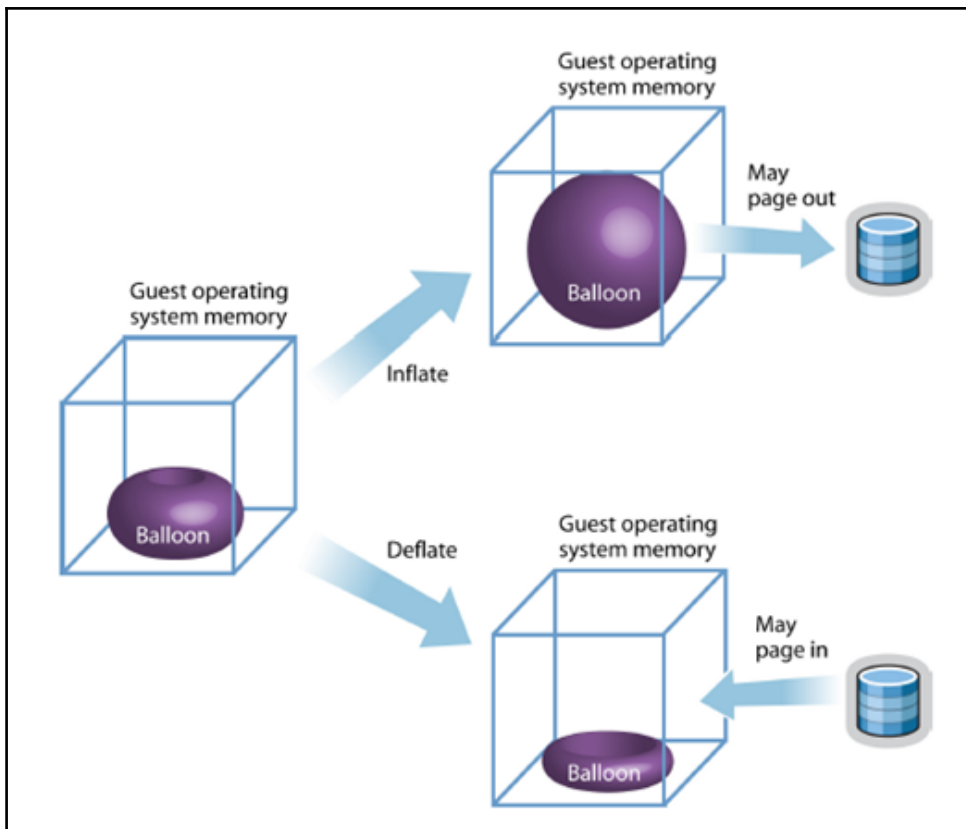 Guest operating
system memory
May
page out
Balloon
Guest operating
system memory
Inflate
Balloon
Deflate
Guest operating
system memory
May
page in
Balloon